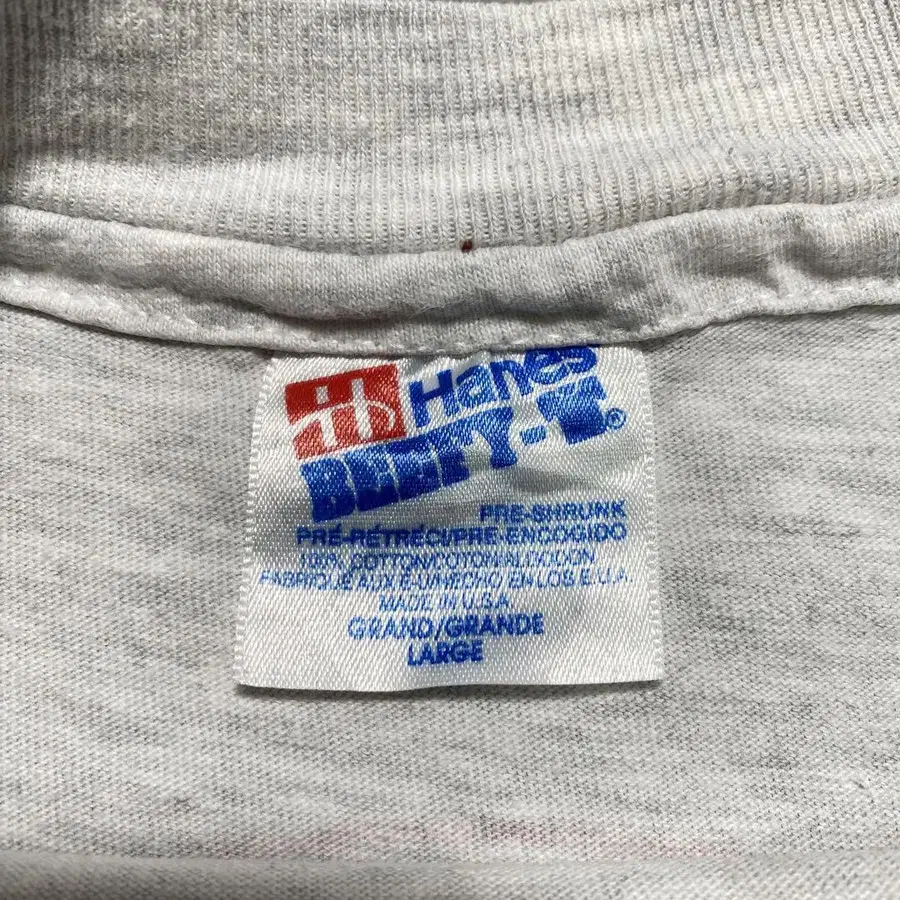 Hanes
BEEFY-T®
PRE-SHRUNK
PRÉ-RÉTRÉCI/PRE-ENCOGIDO
100% COTTON/COTON/ALGODON
FABRIQUÉ AUX E.-U./HECHO EN LOS E.U.A.
MADE IN U.S.A.
GRAND/GRANDE
LARGE